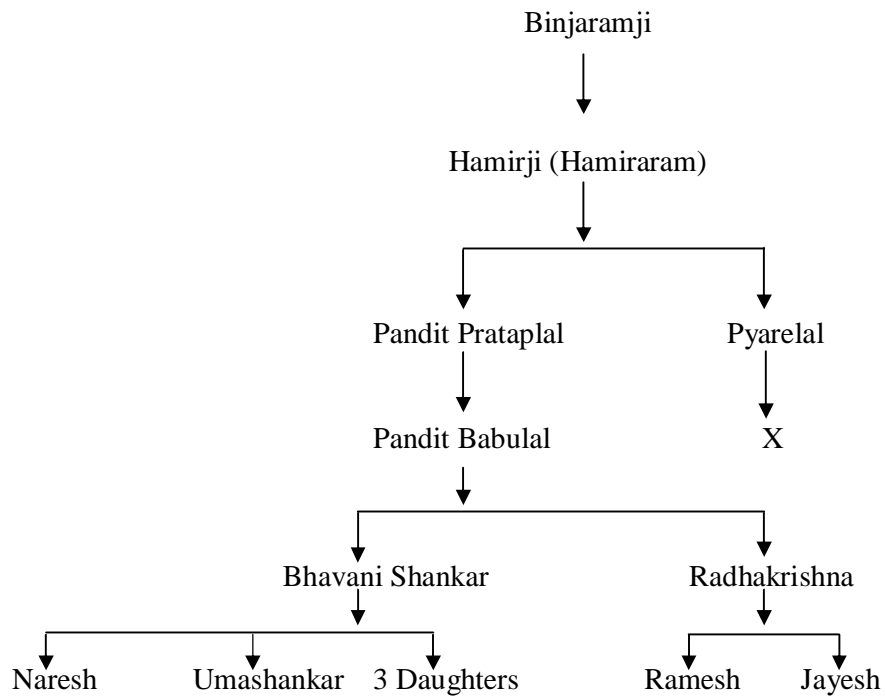 Binjaramji
Hamirji (Hamiraram)
Pandit Prataplal Pyarelal
Pandit Babulal X
Bhavani Shankar Radhakrishna
Naresh Umashankar 3 Daughters Ramesh Jayesh